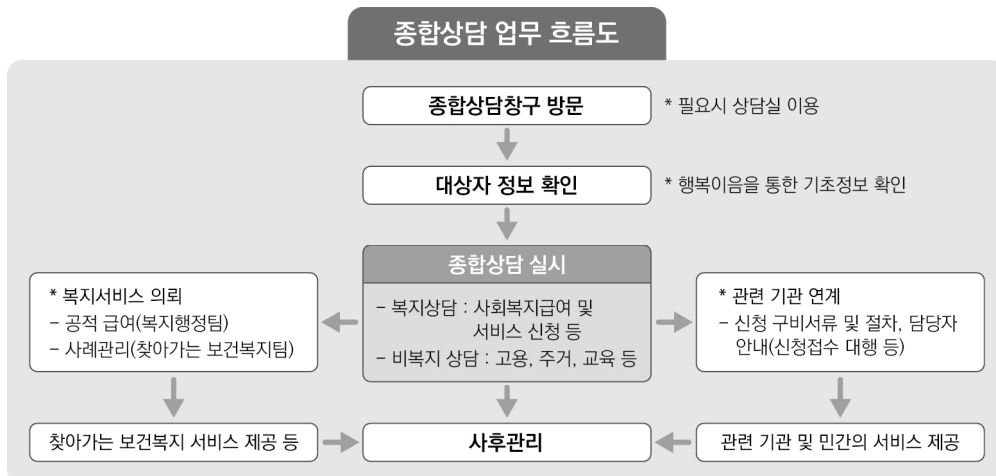 종합상담 업무 흐름도
종합상담창구 방문
* 필요시 상담실 이용
대상자 정보 확인
* 행복이음을 통한 기초정보 확인
종합상담 실시
- 복지상담 : 사회복지급여 및
서비스 신청 등
- 비복지 상담 : 고용, 주거, 교육 등
* 복지서비스 의뢰
- 공적 급여(복지행정팀)
- 사례관리(찾아가는 보건복지팀)
* 관련 기관 연계
- 신청 구비서류 및 절차, 담당자
안내(신청접수 대행 등)
찾아가는 보건복지 서비스 제공 등
사후관리
관련 기관 및 민간의 서비스 제공